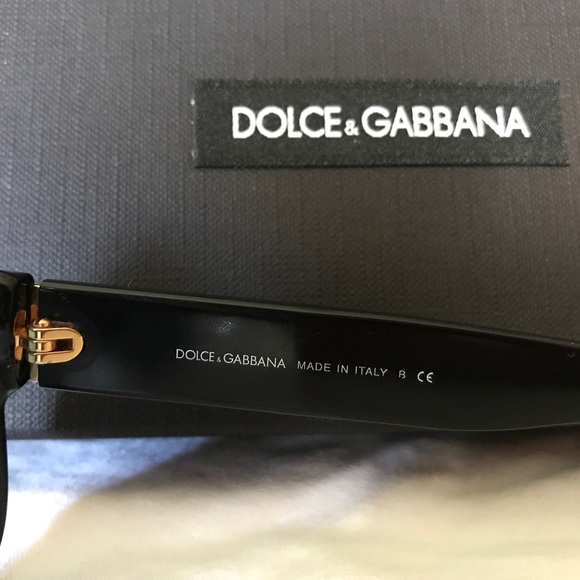 DOLCE & GABBANA
DOLCE & GABBANA MADE IN ITALY B CE